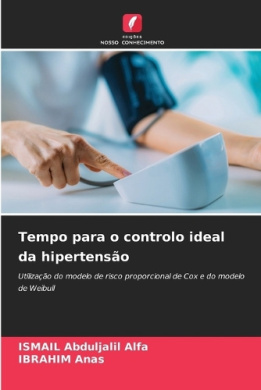 edições
NOSSO CONHECIMENTO
Tempo para o controlo ideal
da hipertensão
Utilização do modelo de risco proporcional de Cox e do modelo
de Weibull
ISMAIL Abduljalil Alfa
IBRAHIM Anas